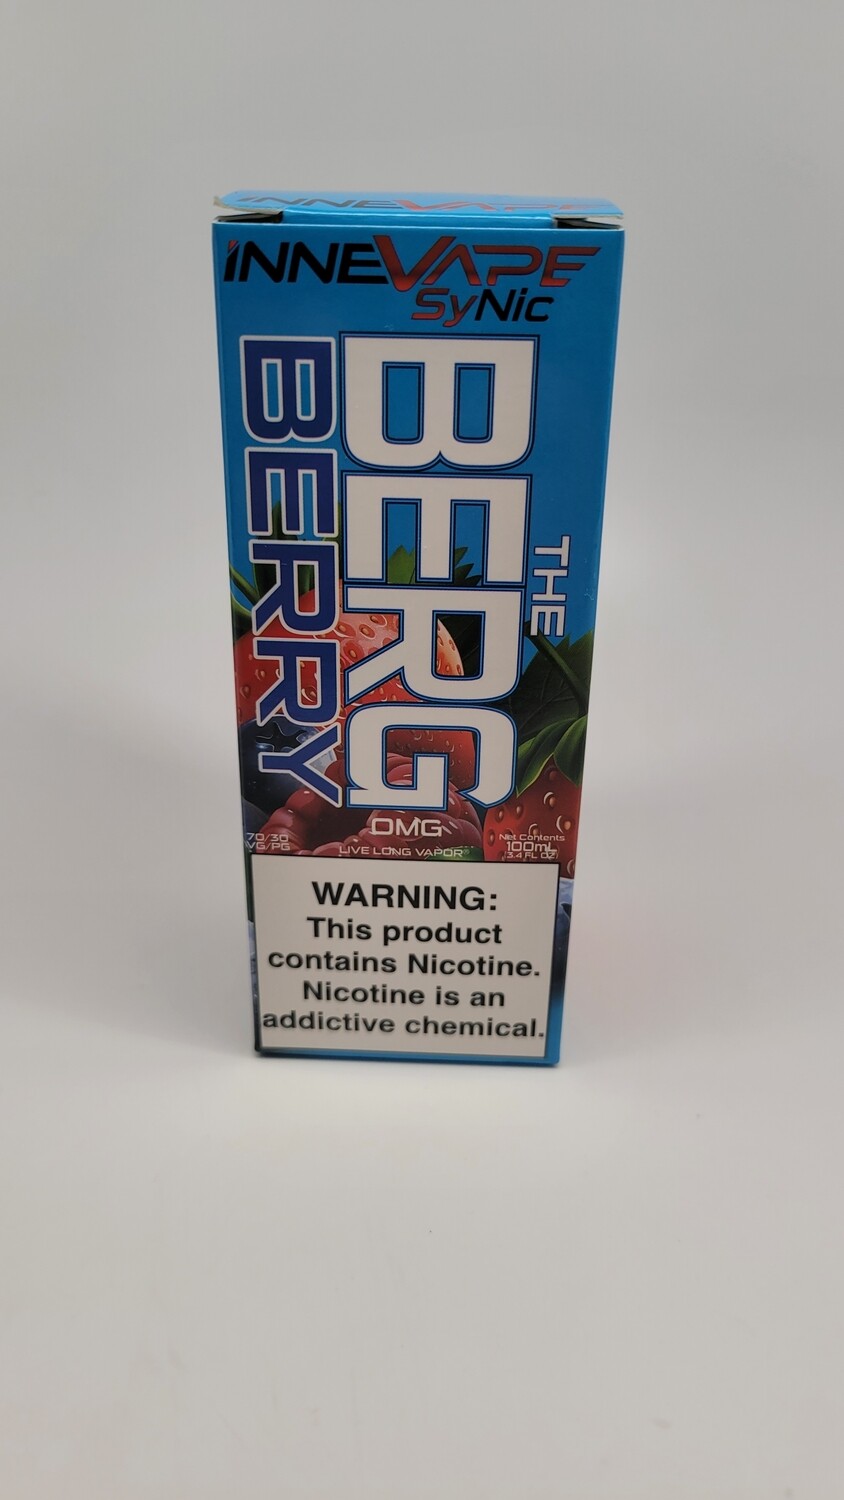 INNEVAPE
INNEVAPE
SyNic
THE
BERG
BERRY
0MG
70/30
VG/PG
LIVE LONG VAPOR®
Net Contents
100mL
(3.4 FL OZ)
WARNING:
This product
contains Nicotine.
Nicotine is an
addictive chemical.